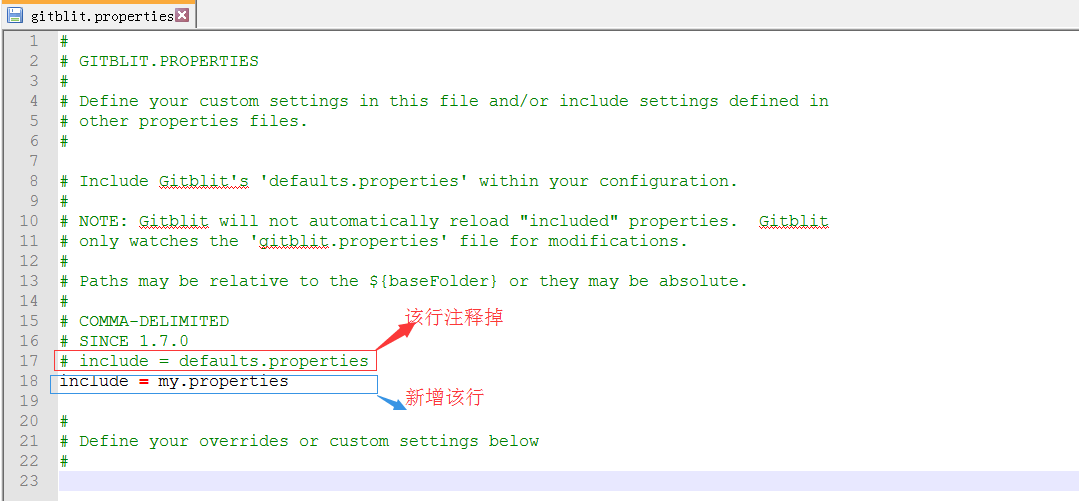 gitblit.properties
1 #
2 # GITBLIT.PROPERTIES
3 #
4 # Define your custom settings in this file and/or include settings defined in
5 # other properties files.
6 #
7
8 # Include Gitblit's 'defaults.properties' within your configuration.
9 #
10 # NOTE: Gitblit will not automatically reload "included" properties.  Gitblit
11 # only watches the 'gitblit.properties' file for modifications.
12 #
13 # Paths may be relative to the ${baseFolder} or they may be absolute.
14 #
15 # COMMA-DELIMITED
该行注释掉
16 # SINCE 1.7.0
17 # include = defaults.properties
18 include = my.properties
新增该行
19
20 #
21 # Define your overrides or custom settings below
22 #
23